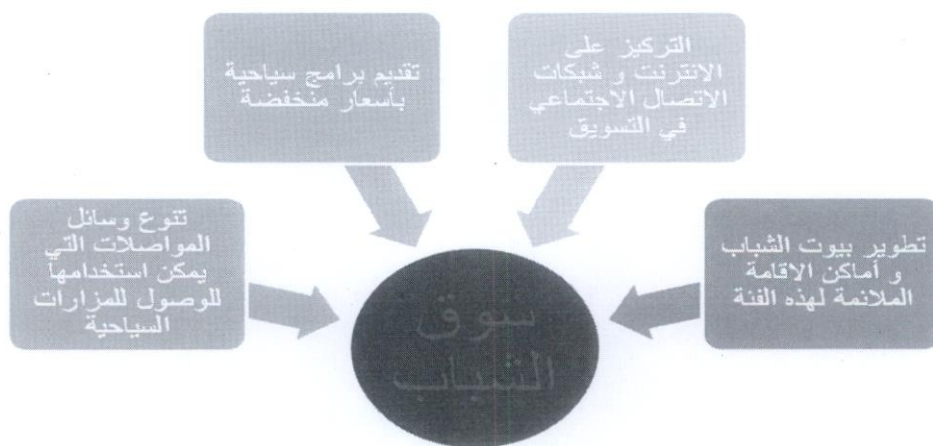 التركيز على
الانترنت و شبكات
الاتصال الاجتماعي
في التسويق
تقديم برامج سياحية
بأسعار منخفضة
تطوير بيوت الشباب
و أماكن الاقامة
الملائمة لهذه الفئة
تنوع وسائل
المواصلات التي
يمكن استخدامها
للوصول للمزارات
السياحية
سوق
الشباب